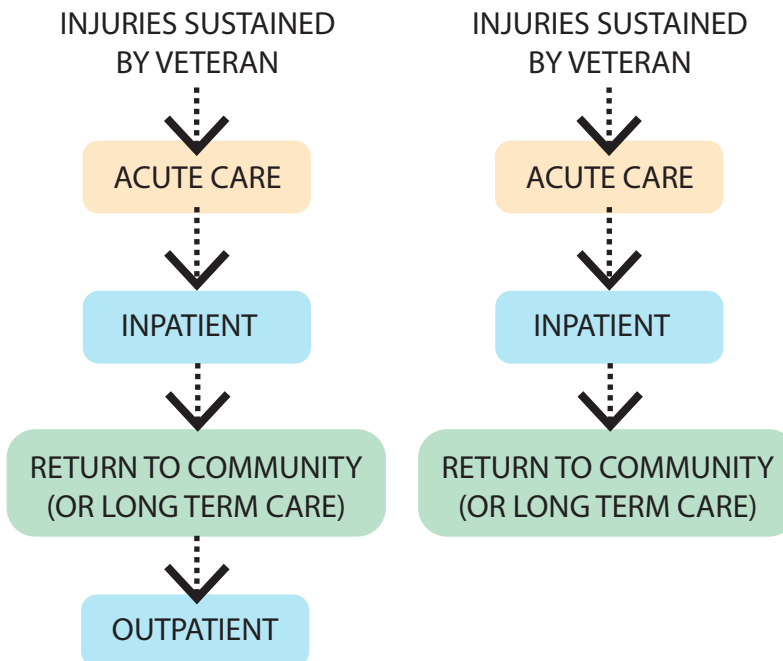 INJURIES SUSTAINED
BY VETERAN
ACUTE CARE
INPATIENT
RETURN TO COMMUNITY
(OR LONG TERM CARE)
OUTPATIENT
INJURIES SUSTAINED
BY VETERAN
ACUTE CARE
INPATIENT
RETURN TO COMMUNITY
(OR LONG TERM CARE)